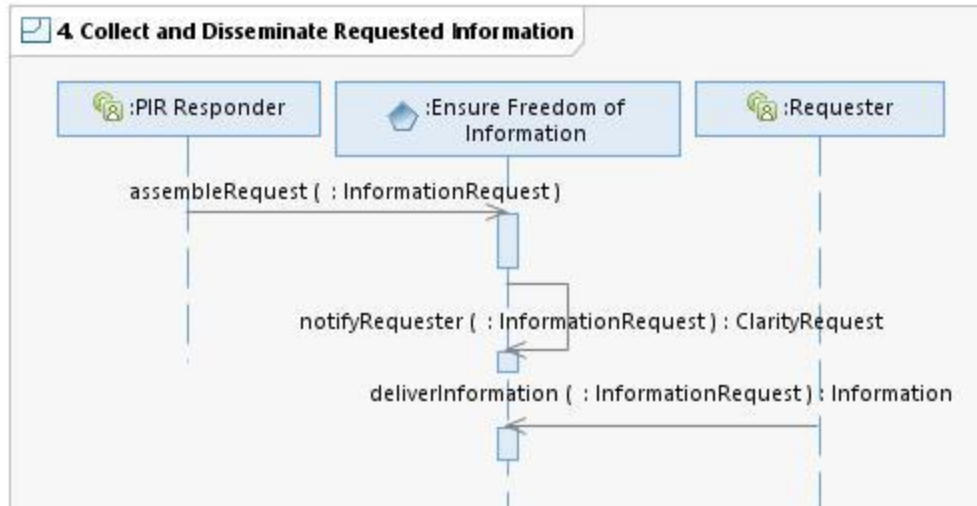 4. Collect and Disseminate Requested Information
:PIR Responder
:Ensure Freedom of
Information
:Requester
assembleRequest ( : InformationRequest )
notifyRequester ( : InformationRequest ) : ClarityRequest
deliverInformation ( : InformationRequest ) : Information